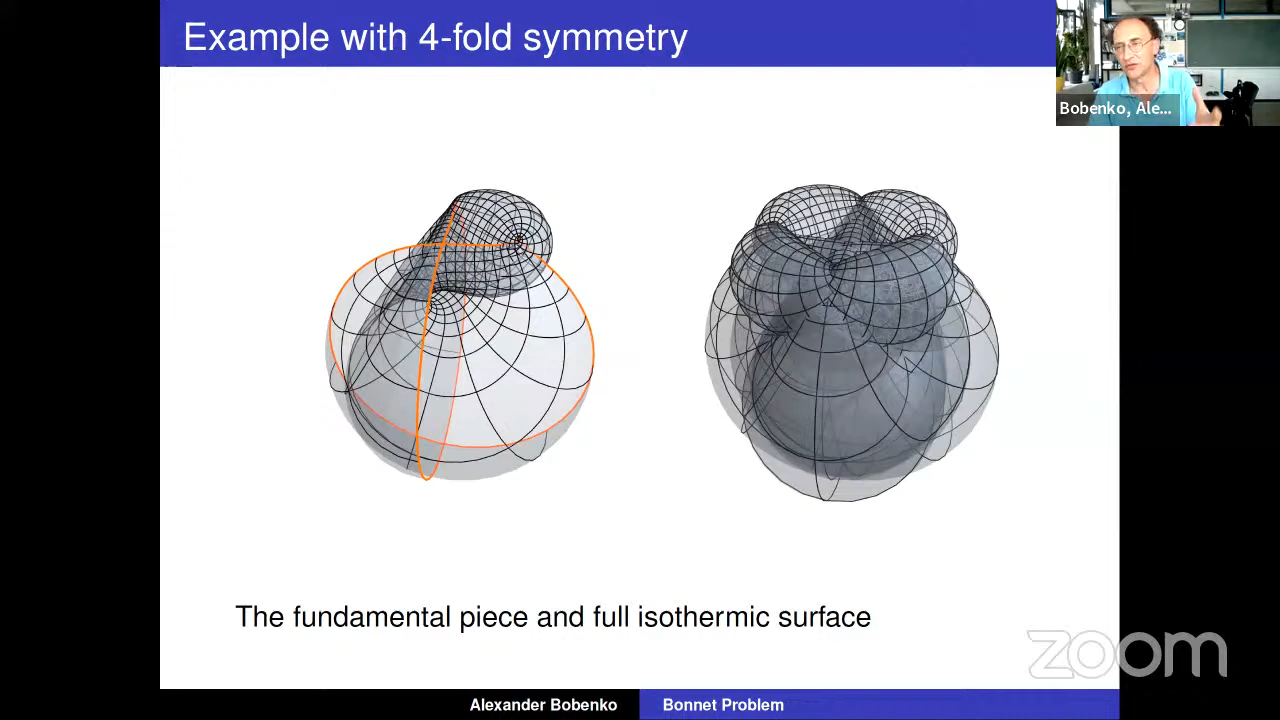 Example with 4-fold symmetry
Bobenko, Ale...
The fundamental piece and full isothermic surface
zoom
Alexander Bobenko
Bonnet Problem